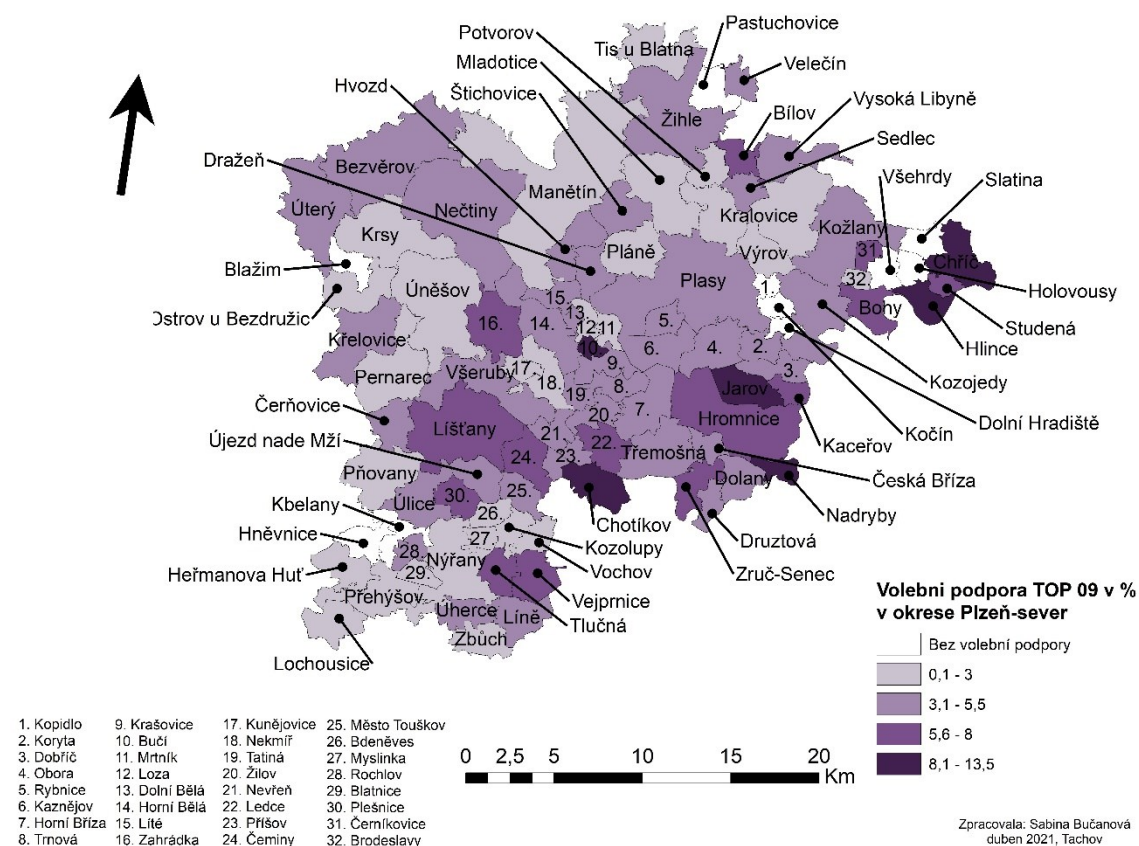 Pastuchovice
Potvorov
Tis u Blatna
Mladotice
Velečín
Hvozd
Štichovice
Vysoká Libyně
Žihle
Bílov
Sedlec
Dražeň
Bezvěrov
Všehrdy
Manětín
Slatina
Úterý
Nečtiny
Kralovice
Kožlany
Krsy
Pláně
Výrov
31.
Chříč
Blažim
Plasy
32.
Úněšov
1.
Holovousy
Ostrov u Bezdružic
15.
Bohy
13.
5.
Studená
16.
14.
12.
11
Křelovice
10.
6.
4.
2.
Hlince
9.
Pernarec
Všeruby
17.
3.
Kozojedy
18.
8.
Jarov
19.
Čerňovice
7.
Hromnice
Dolní Hradiště
20.
Líšťany
21.
22.
Kočín
Kaceřov
Újezd nade Mží
24.
23.
Třemošná
Pňovany
Česká Bříza
Dolany
30.
25.
Úlice
Kbelany
26.
Chotíkov
Nadryby
Hněvnice
27.
Kozolupy
Druztová
28.
Nýřany
Vochov
Zruč-Senec
Heřmanova Huť
29.
Přehýšov
Vejprnice
Úherce
Líně
Tlučná
Zbůch
Lochousice
Volebni podpora TOP 09 v %
v okrese Plzeň-sever
Bez volební podpory
0,1 - 3
3,1 - 5,5
5,6 - 8
8,1 - 13,5
1. Kopidlo
2. Koryta
3. Dobříč
4. Obora
5. Rybnice
6. Kaznějov
7. Horní Bříza
8. Trnová
9. Krašovice
10. Bučí
11. Mrtník
12. Loza
13. Dolní Bělá
14. Horní Bělá
15. Líté
16. Zahrádka
17. Kunějovice
18. Nekmíř
19. Tatiná
20. Žilov
21. Nevřeň
22. Ledce
23. Příšov
24. Čeminy
25. Město Touškov
26. Bdeněves
27. Myslinka
28. Rochlov
29. Blatnice
30. Plešnice
31. Černíkovice
32. Brodeslavy
0 2,5 5 10 15 20
Km
Zpracovala: Sabina Bučanová
duben 2021, Tachov